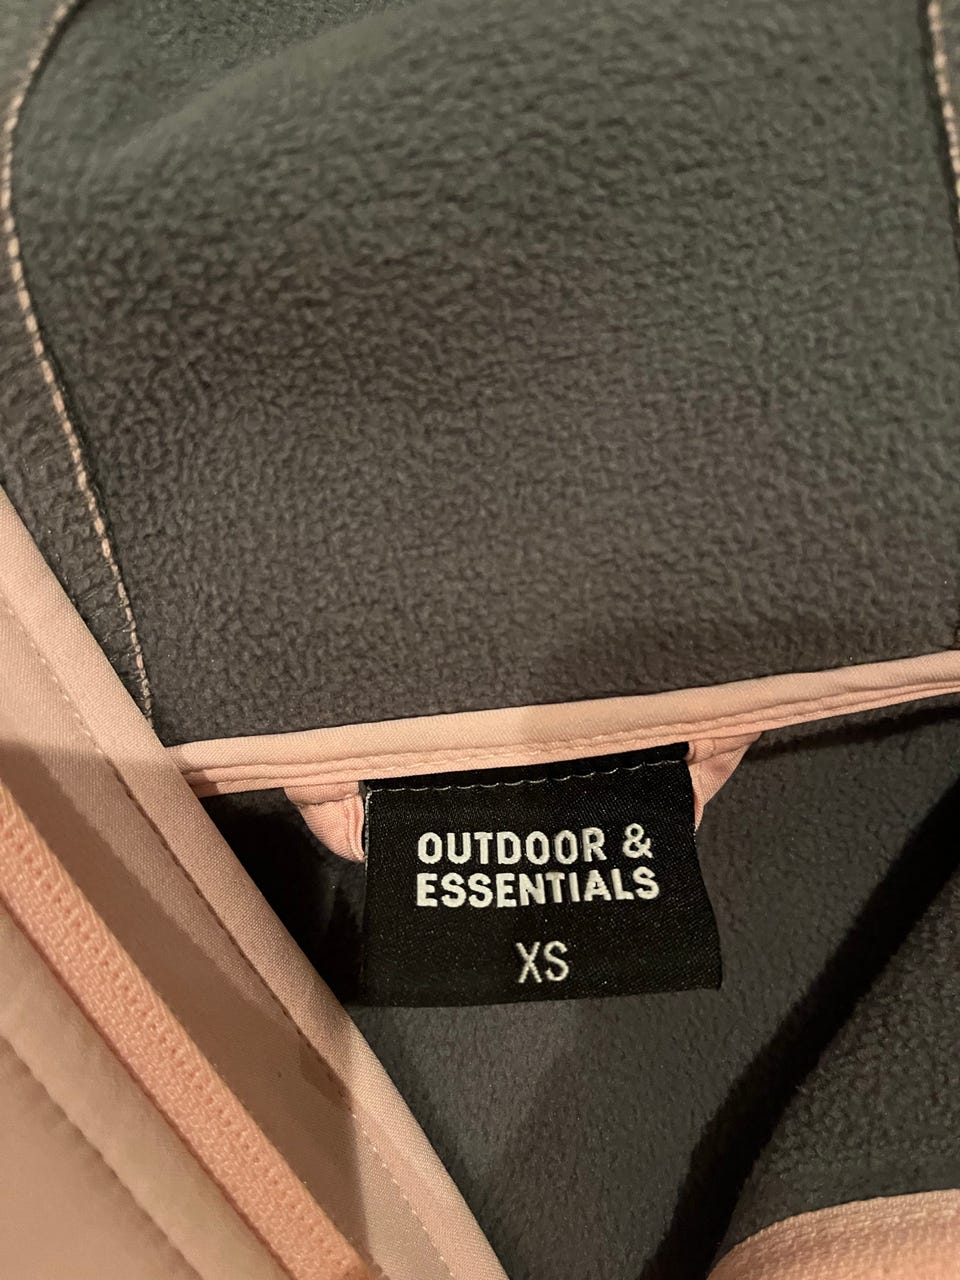 OUTDOOR &
ESSENTIALS
XS